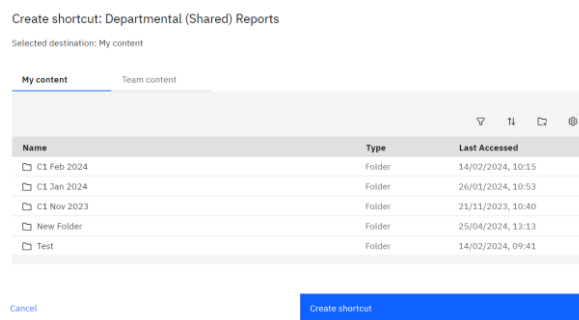 Create shortcut: Departmental (Shared) Reports
Selected destination: My content
My content Team content
Name Type Last Accessed
C1 Feb 2024 Folder 14/02/2024, 10:15
C1 Jan 2024 Folder 26/01/2024, 10:53
C1 Nov 2023 Folder 21/11/2023, 10:40
New Folder Folder 25/04/2024, 13:13
Test Folder 14/02/2024, 09:41
Cancel Create shortcut